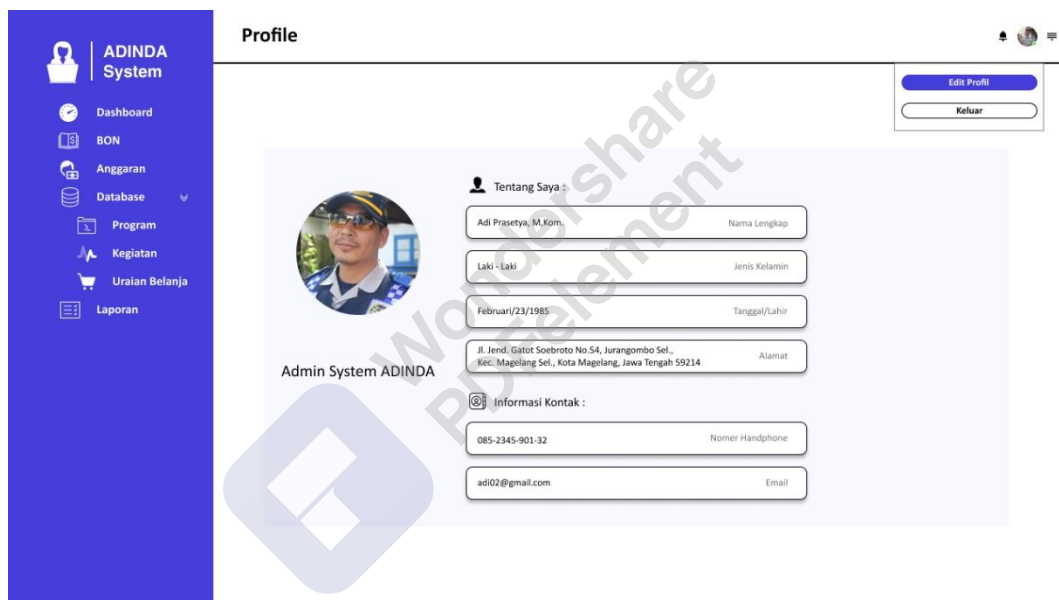 ADINDA
System
Dashboard
BON
Anggaran
Database
Program
Kegiatan
Uraian Belanja
Laporan
Profile
Edit Profil
Keluar
Admin System ADINDA
Tentang Saya :
Adi Prasetya, M,Kom. Nama Lengkap
Laki - Laki Jenis Kelamin
Februari/23/1985 Tanggal/Lahir
Jl. Jend. Gatot Soebroto No.54, Jurangombo Sel.,
Kec. Magelang Sel., Kota Magelang, Jawa Tengah 59214 Alamat
Informasi Kontak :
085-2345-901-32 Nomer Handphone
adi02@gmail.com Email
Wondershare
PDFelement